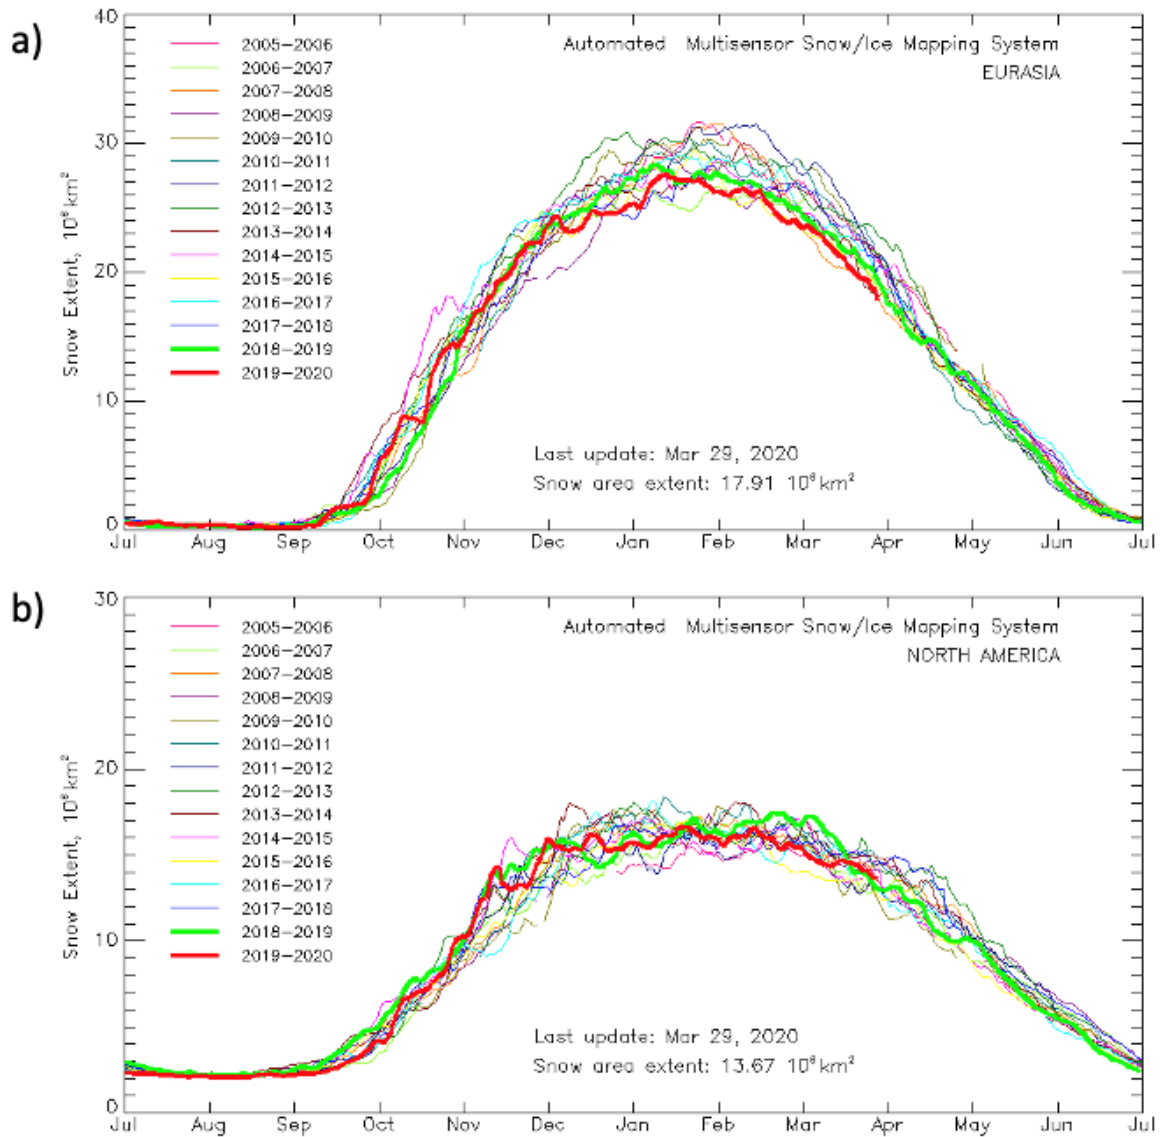 a)
40
30
20
10
0
Snow Extent, 10⁶ km²
2005-2006
2006-2007
2007-2008
2008-2009
2009-2010
2010-2011
2011-2012
2012-2013
2013-2014
2014-2015
2015-2016
2016-2017
2017-2018
2018-2019
2019-2020
Automated Multisensor Snow/Ice Mapping System
EURASIA
Last update: Mar 29, 2020
Snow area extent: 17.91 10⁶ km²
Jul Aug Sep Oct Nov Dec Jan Feb Mar Apr May Jun Jul
b)
30
20
10
0
Snow Extent, 10⁶ km²
2005-2006
2006-2007
2007-2008
2008-2009
2009-2010
2010-2011
2011-2012
2012-2013
2013-2014
2014-2015
2015-2016
2016-2017
2017-2018
2018-2019
2019-2020
Automated Multisensor Snow/Ice Mapping System
NORTH AMERICA
Last update: Mar 29, 2020
Snow area extent: 13.67 10⁶ km²
Jul Aug Sep Oct Nov Dec Jan Feb Mar Apr May Jun Jul